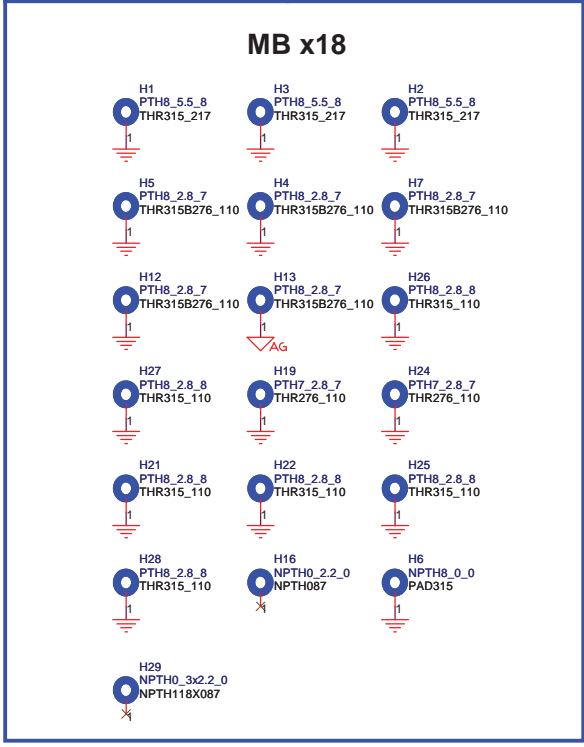 MB x18
H1
PTH8_5.5_8
THR315_217
1
H3
PTH8_5.5_8
THR315_217
1
H2
PTH8_5.5_8
THR315_217
1
H5
PTH8_2.8_7
THR315B276_110
1
H4
PTH8_2.8_7
THR315B276_110
1
H7
PTH8_2.8_7
THR315B276_110
1
H12
PTH8_2.8_7
THR315B276_110
1
H13
PTH8_2.8_7
THR315B276_110
1
AG
H26
PTH8_2.8_8
THR315_110
1
H27
PTH8_2.8_8
THR315_110
1
H19
PTH7_2.8_7
THR276_110
1
H24
PTH7_2.8_7
THR276_110
1
H21
PTH8_2.8_8
THR315_110
1
H22
PTH8_2.8_8
THR315_110
1
H25
PTH8_2.8_8
THR315_110
1
H28
PTH8_2.8_8
THR315_110
1
H16
NPTH0_2.2_0
NPTH087
1
H6
NPTH8_0_0
PAD315
1
H29
NPTH0_3x2.2_0
NPTH118X087
1